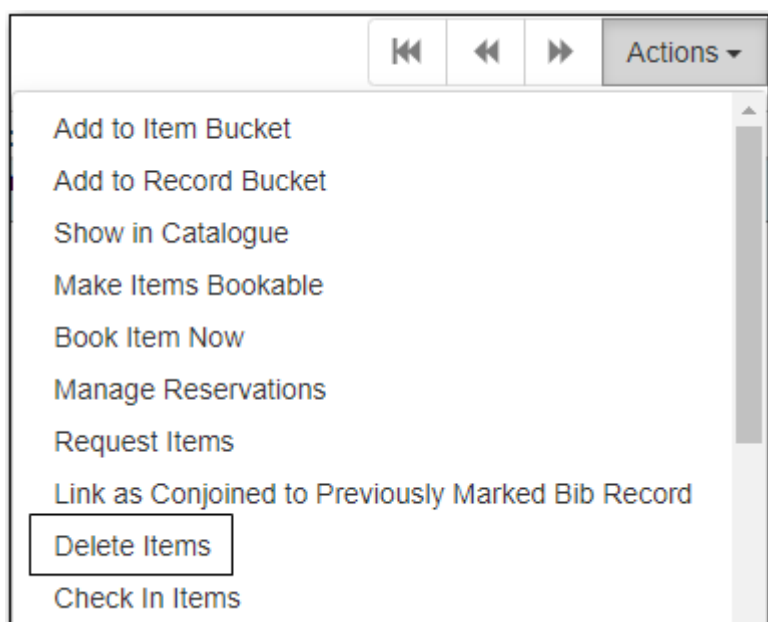 Actions
Add to Item Bucket
Add to Record Bucket
Show in Catalogue
Make Items Bookable
Book Item Now
Manage Reservations
Request Items
Link as Conjoined to Previously Marked Bib Record
Delete Items
Check In Items